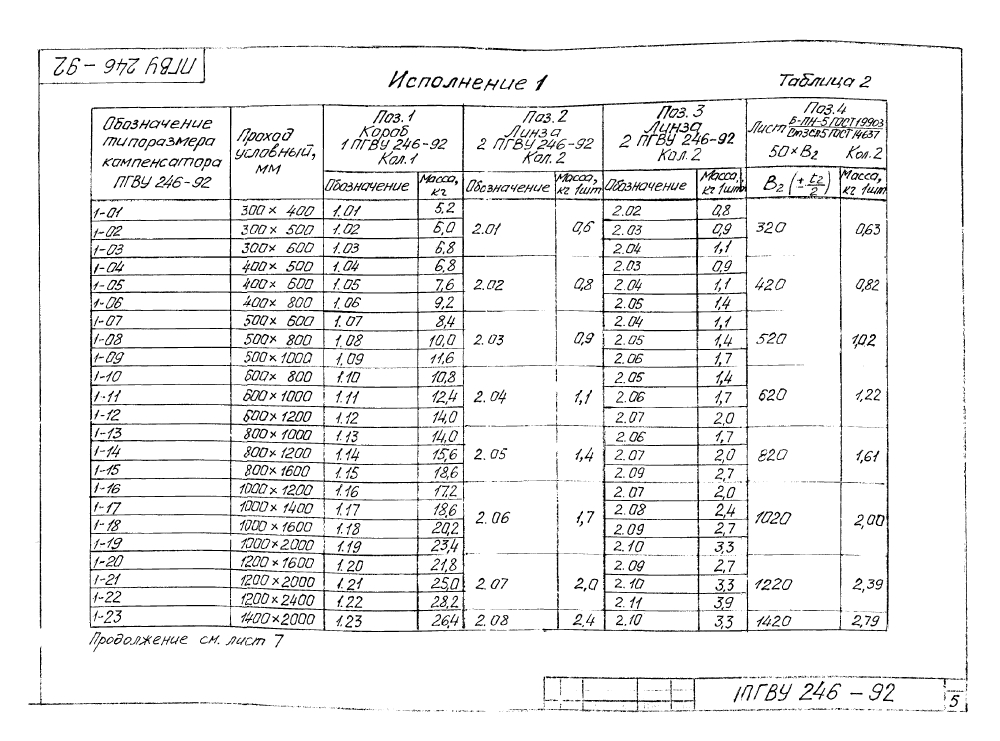 ПГВУ 246 – 92
Исполнение 1
Таблица 2
Обозначение типоразмера компенсатора ПГВУ 246-92 | Проход условный, мм | Поз. 1 Короб 1 ПГВУ 246-92 Кол. 1 | Поз. 2 Линза 2 ПГВУ 246-92 Кол. 2 | Поз. 3 Линза 2 ПГВУ 246-92 Кол. 2 | Поз. 4 Лист Б-ПН-5 ГОСТ 19903 / ГОСТ 14637 50×B₂ Кол. 2
Обозначение | Масса, кг | Обозначение | Масса, кг 1шт | Обозначение | Масса, кг 1шт | B₂ (± t₂/2) | Масса, кг 1шт
1-01 300 × 400 1.01 5,2 2.02 0,8
1-02 300 × 500 1.02 6,0 2.01 0,6 2.03 0,9 320 0,63
1-03 300 × 600 1.03 6,8 2.04 1,1
1-04 400 × 500 1.04 6,8 2.03 0,9
1-05 400 × 600 1.05 7,6 2.02 0,8 2.04 1,1 420 0,82
1-06 400 × 800 1.06 9,2 2.05 1,4
1-07 500 × 600 1.07 8,4 2.04 1,1
1-08 500 × 800 1.08 10,0 2.03 0,9 2.05 1,4 520 1,02
1-09 500 × 1000 1.09 11,6 2.06 1,7
1-10 600 × 800 1.10 10,8 2.05 1,4
1-11 600 × 1000 1.11 12,4 2.04 1,1 2.06 1,7 620 1,22
1-12 600 × 1200 1.12 14,0 2.07 2,0
1-13 800 × 1000 1.13 14,0 2.06 1,7
1-14 800 × 1200 1.14 15,6 2.05 1,4 2.07 2,0 820 1,61
1-15 800 × 1600 1.15 18,6 2.09 2,7
1-16 1000 × 1200 1.16 17,2 2.07 2,0
1-17 1000 × 1400 1.17 18,6 2.06 1,7 2.08 2,4 1020 2,00
1-18 1000 × 1600 1.18 20,2 2.09 2,7
1-19 1000 × 2000 1.19 23,4 2.10 3,3
1-20 1200 × 1600 1.20 21,8 2.09 2,7
1-21 1200 × 2000 1.21 25,0 2.07 2,0 2.10 3,3 1220 2,39
1-22 1200 × 2400 1.22 28,2 2.11 3,9
1-23 1400 × 2000 1.23 26,4 2.08 2,4 2.10 3,3 1420 2,79
Продолжение см. лист 7
ПГВУ 246 – 92
5